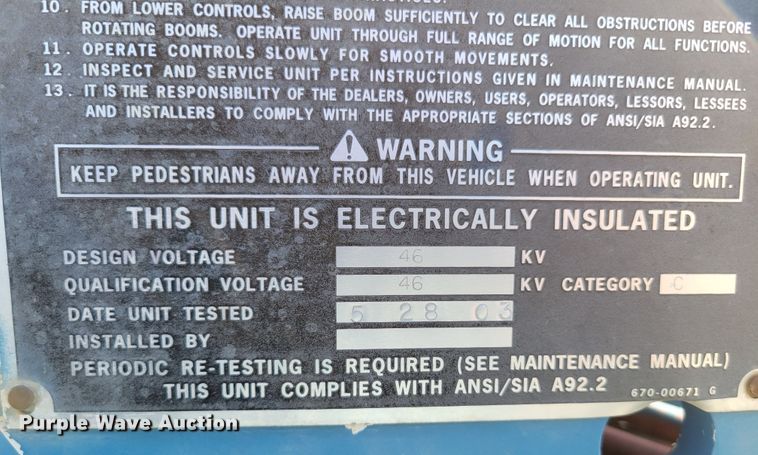 10. FROM LOWER CONTROLS, RAISE BOOM SUFFICIENTLY TO CLEAR ALL OBSTRUCTIONS BEFORE
ROTATING BOOMS. OPERATE UNIT THROUGH FULL RANGE OF MOTION FOR ALL FUNCTIONS.
11. OPERATE CONTROLS SLOWLY FOR SMOOTH MOVEMENTS.
12. INSPECT AND SERVICE UNIT PER INSTRUCTIONS GIVEN IN MAINTENANCE MANUAL.
13. IT IS THE RESPONSIBILITY OF THE DEALERS, OWNERS, USERS, OPERATORS, LESSORS, LESSEES
AND INSTALLERS TO COMPLY WITH THE APPROPRIATE SECTIONS OF ANSI/SIA A92.2.
WARNING
KEEP PEDESTRIANS AWAY FROM THIS VEHICLE WHEN OPERATING UNIT.
THIS UNIT IS ELECTRICALLY INSULATED
DESIGN VOLTAGE 46 KV
QUALIFICATION VOLTAGE 46 KV CATEGORY C
DATE UNIT TESTED 5 28 03
INSTALLED BY
PERIODIC RE-TESTING IS REQUIRED (SEE MAINTENANCE MANUAL)
THIS UNIT COMPLIES WITH ANSI/SIA A92.2 670-00671 G
Purple Wave Auction